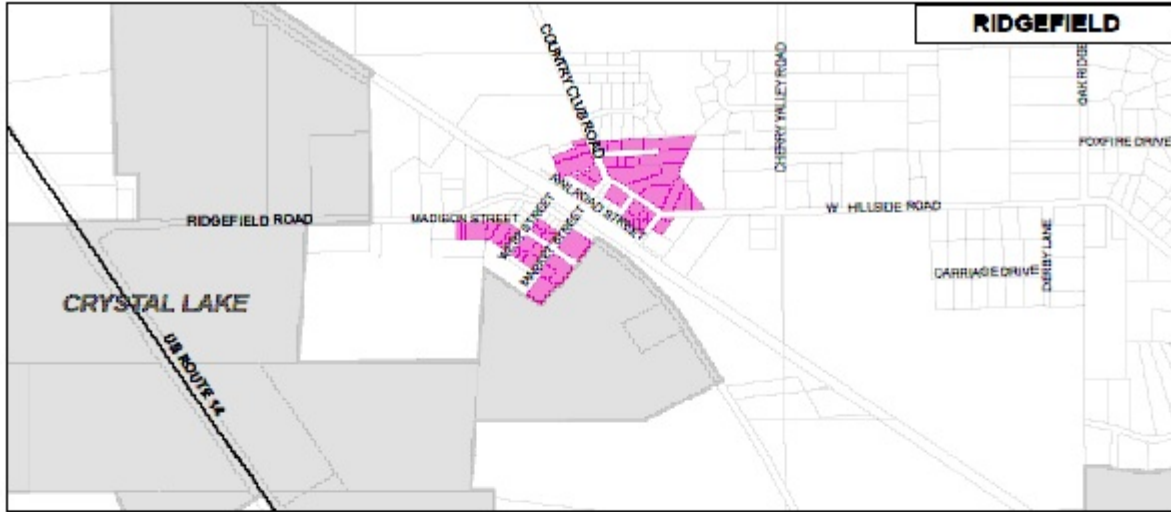 RIDGEFIELD
COUNTRY CLUB ROAD
CHERRY VALLEY ROAD
OAK RIDGE
FOXFIRE DRIVE
RAILROAD STREET
W HILLSIDE ROAD
RIDGEFIELD ROAD
MADISON STREET
MARKET STREET
CARRIAGE DRIVE
DERBY LANE
CRYSTAL LAKE
US ROUTE 14